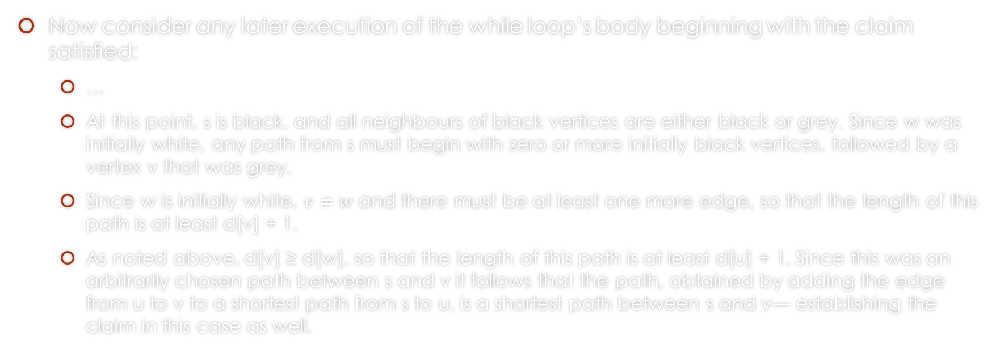 Now consider any later execution of the while loop's body beginning with the claim
satisfied:
…
At this point, s is black, and all neighbours of black vertices are either black or grey. Since w was
initially white, any path from s must begin with zero or more initially black vertices, followed by a
vertex v that was grey.
Since w is initially white, v ≠ w and there must be at least one more edge, so that the length of this
path is at least d[v] + 1.
As noted above, d[v] ≥ d[w], so that the length of this path is at least d[u] + 1. Since this was an
arbitrarily chosen path between s and v it follows that the path, obtained by adding the edge
from u to v to a shortest path from s to u, is a shortest path between s and v— establishing the
claim in this case as well.